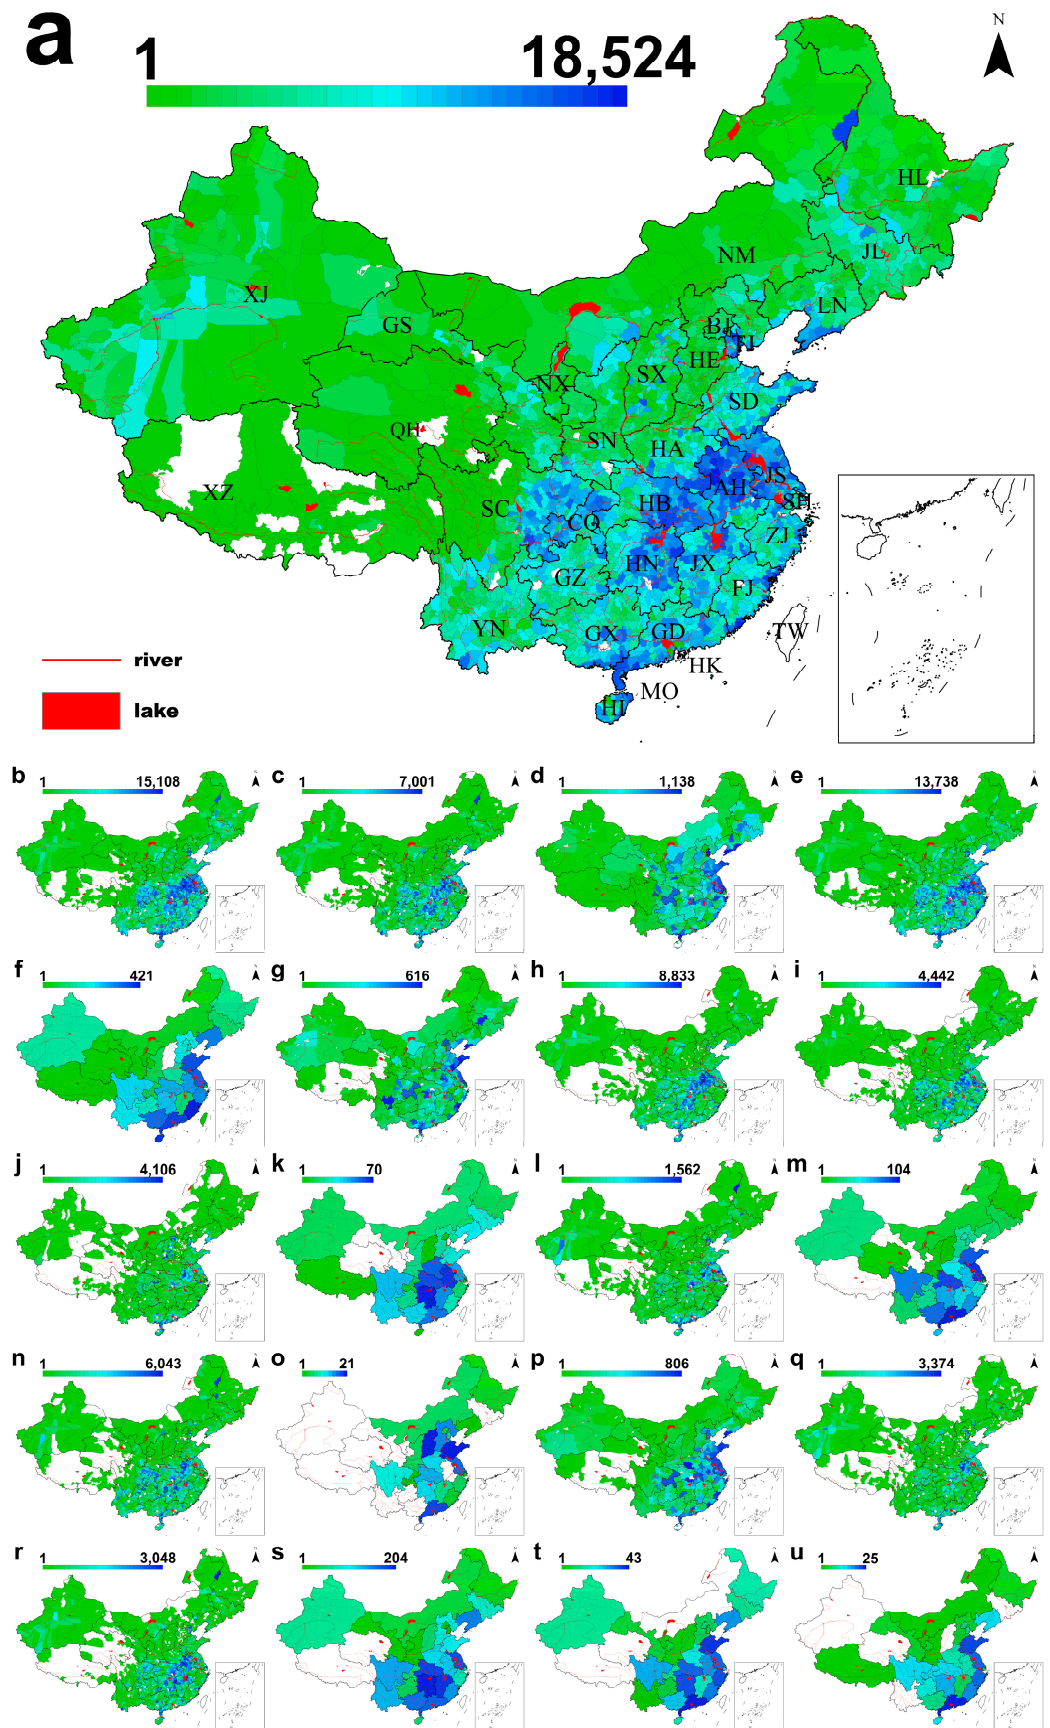 a
1
18,524
N
HL
NM
JL
XJ
LN
GS
BJ
TJ
HE
SX
NX
SD
QH
SN
HA
XZ
JS
AH
SC
HB
SH
CQ
ZJ
HN
JX
GZ
FJ
YN
GX
GD
TW
HK
MO
HI
river
lake
b
1
15,108
N
c
1
7,001
N
d
1
1,138
N
e
1
13,738
N
f
1
421
N
g
1
616
N
h
1
8,833
N
i
1
4,442
N
j
1
4,106
N
k
1
70
N
l
1
1,562
N
m
1
104
N
n
1
6,043
N
o
1
21
N
p
1
806
N
q
1
3,374
N
r
1
3,048
N
s
1
204
N
t
1
43
N
u
1
25
N